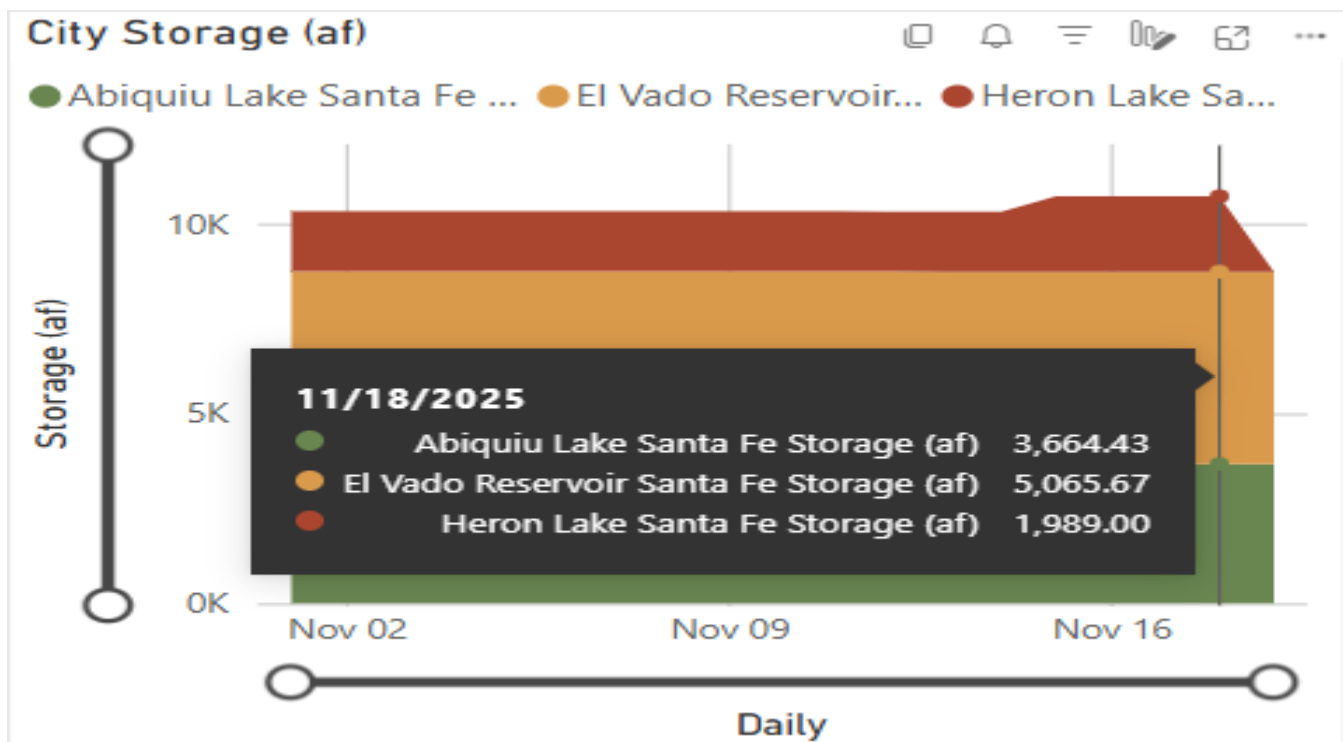 City Storage (af)
Abiquiu Lake Santa Fe ... El Vado Reservoir... Heron Lake Sa...
Storage (af)
10K
5K
0K
11/18/2025
Abiquiu Lake Santa Fe Storage (af) 3,664.43
El Vado Reservoir Santa Fe Storage (af) 5,065.67
Heron Lake Santa Fe Storage (af) 1,989.00
Nov 02 Nov 09 Nov 16
Daily